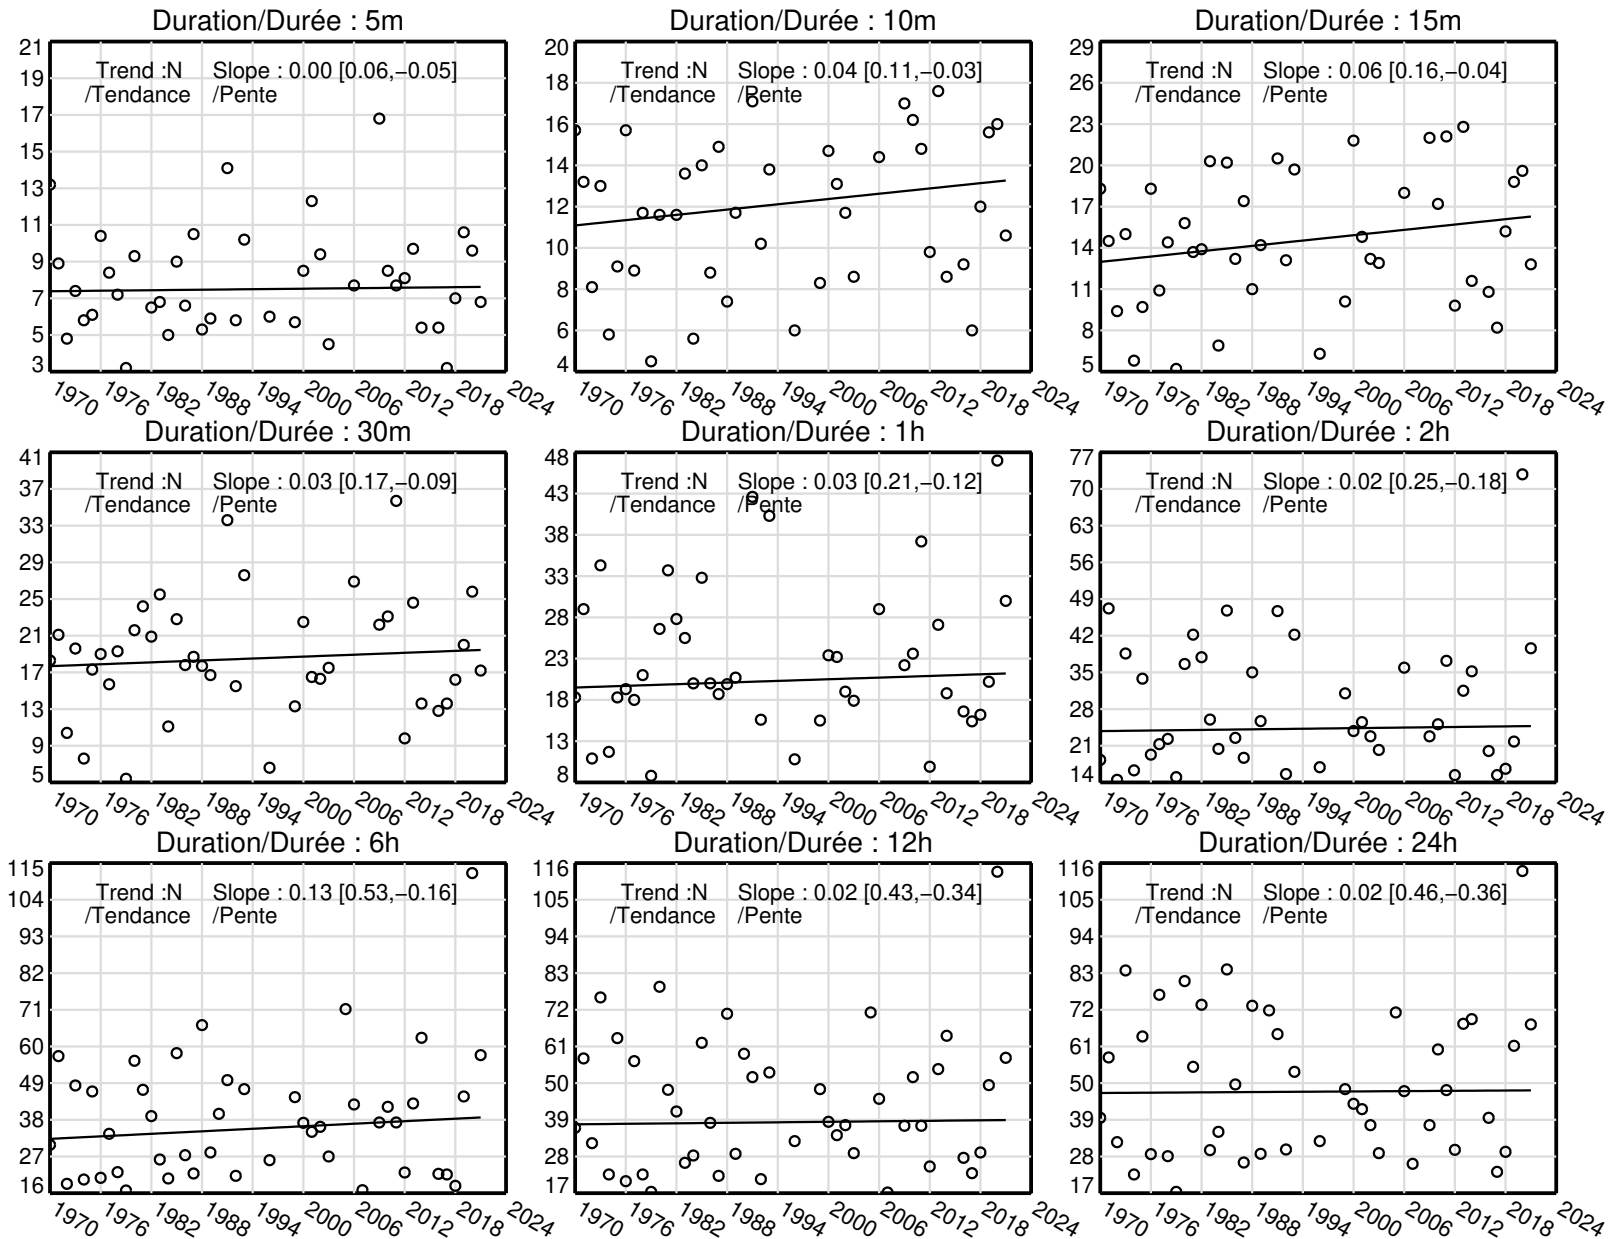 Duration/Durée : 5m
21
19
17
15
13
11
9
7
5
3
Trend :N Slope : 0.00 [0.06,−0.05]
/Tendance /Pente
1970 1976 1982 1988 1994 2000 2006 2012 2018 2024
Duration/Durée : 10m
20
18
16
14
12
10
8
6
4
Trend :N Slope : 0.04 [0.11,−0.03]
/Tendance /Pente
1970 1976 1982 1988 1994 2000 2006 2012 2018 2024
Duration/Durée : 15m
29
26
23
20
17
14
11
8
5
Trend :N Slope : 0.06 [0.16,−0.04]
/Tendance /Pente
1970 1976 1982 1988 1994 2000 2006 2012 2018 2024
Duration/Durée : 30m
41
37
33
29
25
21
17
13
9
5
Trend :N Slope : 0.03 [0.17,−0.09]
/Tendance /Pente
1970 1976 1982 1988 1994 2000 2006 2012 2018 2024
Duration/Durée : 1h
48
43
38
33
28
23
18
13
8
Trend :N Slope : 0.03 [0.21,−0.12]
/Tendance /Pente
1970 1976 1982 1988 1994 2000 2006 2012 2018 2024
Duration/Durée : 2h
77
70
63
56
49
42
35
28
21
14
Trend :N Slope : 0.02 [0.25,−0.18]
/Tendance /Pente
1970 1976 1982 1988 1994 2000 2006 2012 2018 2024
Duration/Durée : 6h
115
104
93
82
71
60
49
38
27
16
Trend :N Slope : 0.13 [0.53,−0.16]
/Tendance /Pente
1970 1976 1982 1988 1994 2000 2006 2012 2018 2024
Duration/Durée : 12h
116
105
94
83
72
61
50
39
28
17
Trend :N Slope : 0.02 [0.43,−0.34]
/Tendance /Pente
1970 1976 1982 1988 1994 2000 2006 2012 2018 2024
Duration/Durée : 24h
116
105
94
83
72
61
50
39
28
17
Trend :N Slope : 0.02 [0.46,−0.36]
/Tendance /Pente
1970 1976 1982 1988 1994 2000 2006 2012 2018 2024